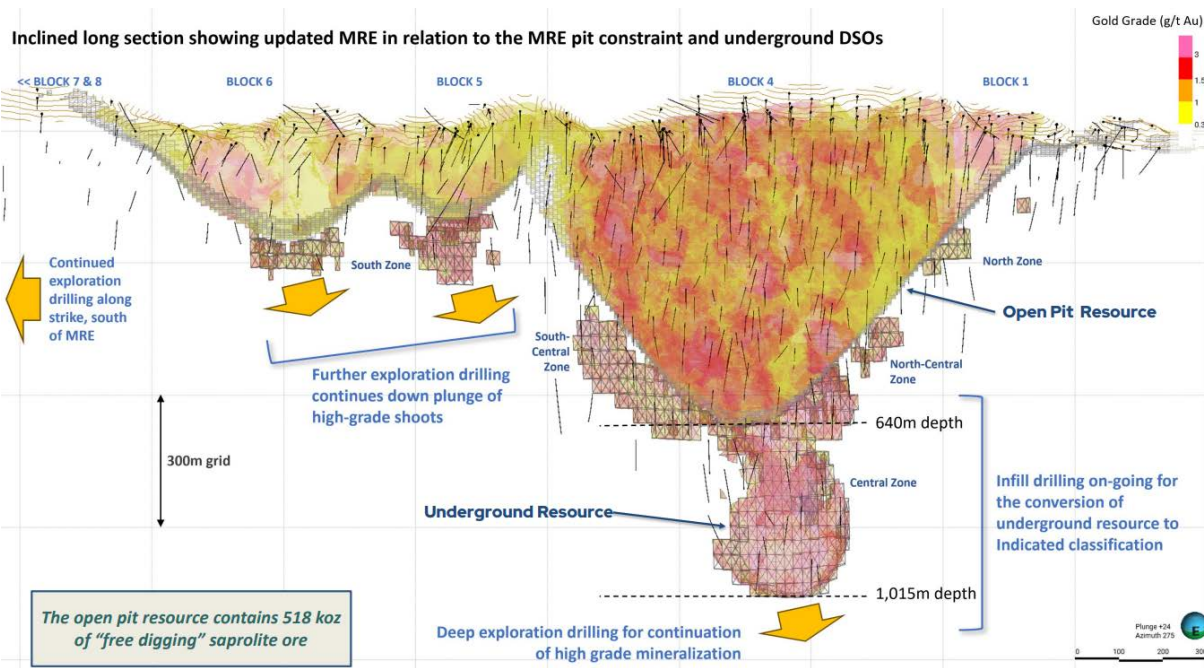 Gold Grade (g/t Au)
Inclined long section showing updated MRE in relation to the MRE pit constraint and underground DSOs
3
1.5
1
0.3
<< BLOCK 7 & 8
BLOCK 6
BLOCK 5
BLOCK 4
BLOCK 1
Continued
exploration
drilling along
strike, south
of MRE
South Zone
North Zone
Open Pit Resource
South-
Central
Zone
North-Central
Zone
Further exploration drilling
continues down plunge of
high-grade shoots
640m depth
300m grid
Central Zone
Underground Resource
Infill drilling on-going for
the conversion of
underground resource to
Indicated classification
1,015m depth
The open pit resource contains 518 koz
of “free digging” saprolite ore
Deep exploration drilling for continuation
of high grade mineralization
Plunge +24
Azimuth 275
E
0 100 200